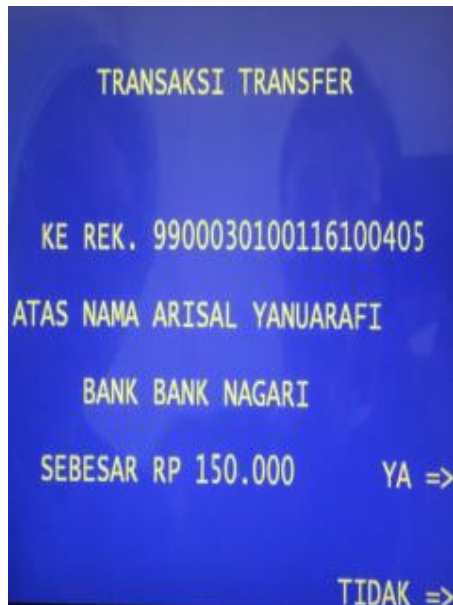 TRANSAKSI TRANSFER
KE REK. 9900030100116100405
ATAS NAMA ARISAL YANUARAFI
BANK BANK NAGARI
SEBESAR RP 150.000 YA =>
TIDAK =>